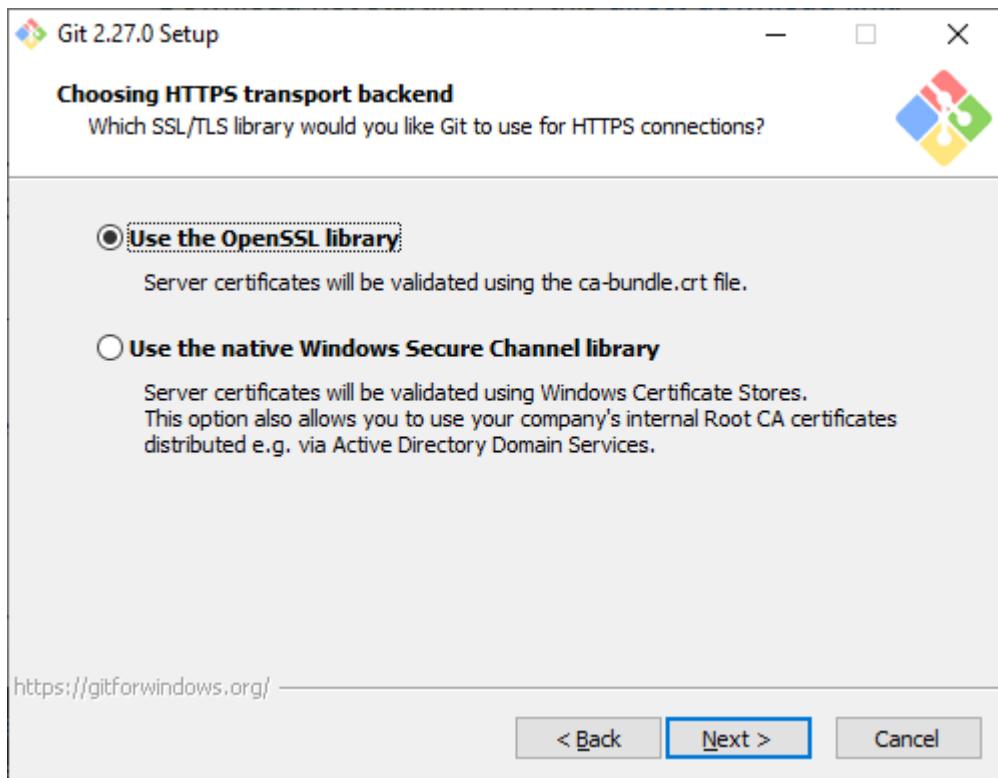 Git 2.27.0 Setup
Choosing HTTPS transport backend
Which SSL/TLS library would you like Git to use for HTTPS connections?
Use the OpenSSL library
Server certificates will be validated using the ca-bundle.crt file.
Use the native Windows Secure Channel library
Server certificates will be validated using Windows Certificate Stores.
This option also allows you to use your company's internal Root CA certificates
distributed e.g. via Active Directory Domain Services.
https://gitforwindows.org/
< Back
Next >
Cancel